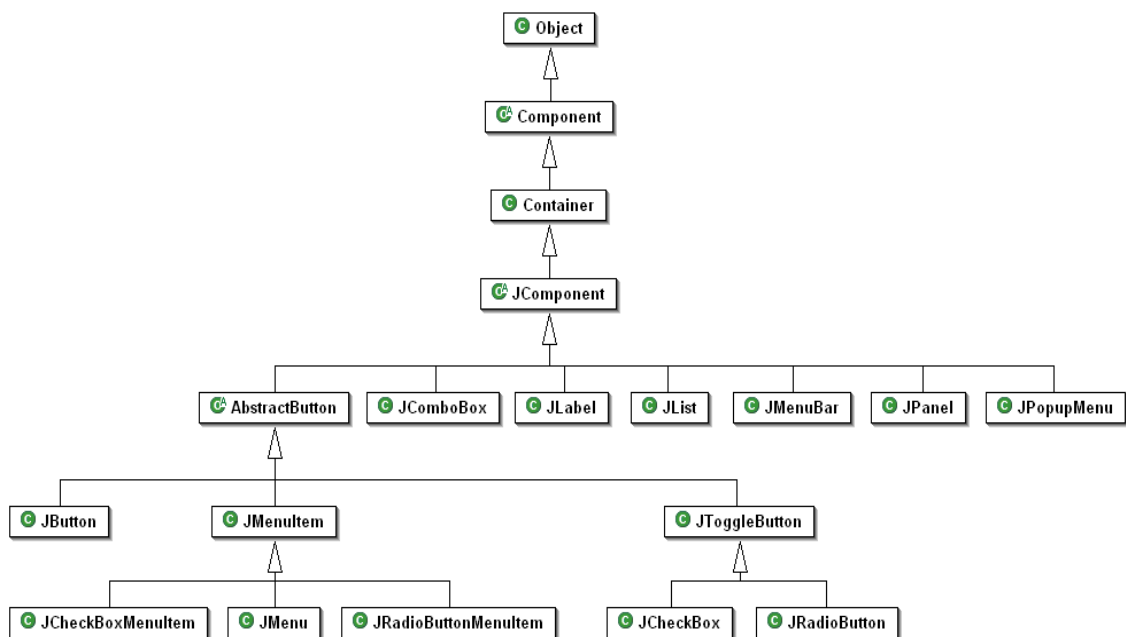 Object
Component
Container
JComponent
AbstractButton
JComboBox
JLabel
JList
JMenuBar
JPanel
JPopupMenu
JButton
JMenuItem
JToggleButton
JCheckBoxMenuItem
JMenu
JRadioButtonMenuItem
JCheckBox
JRadioButton